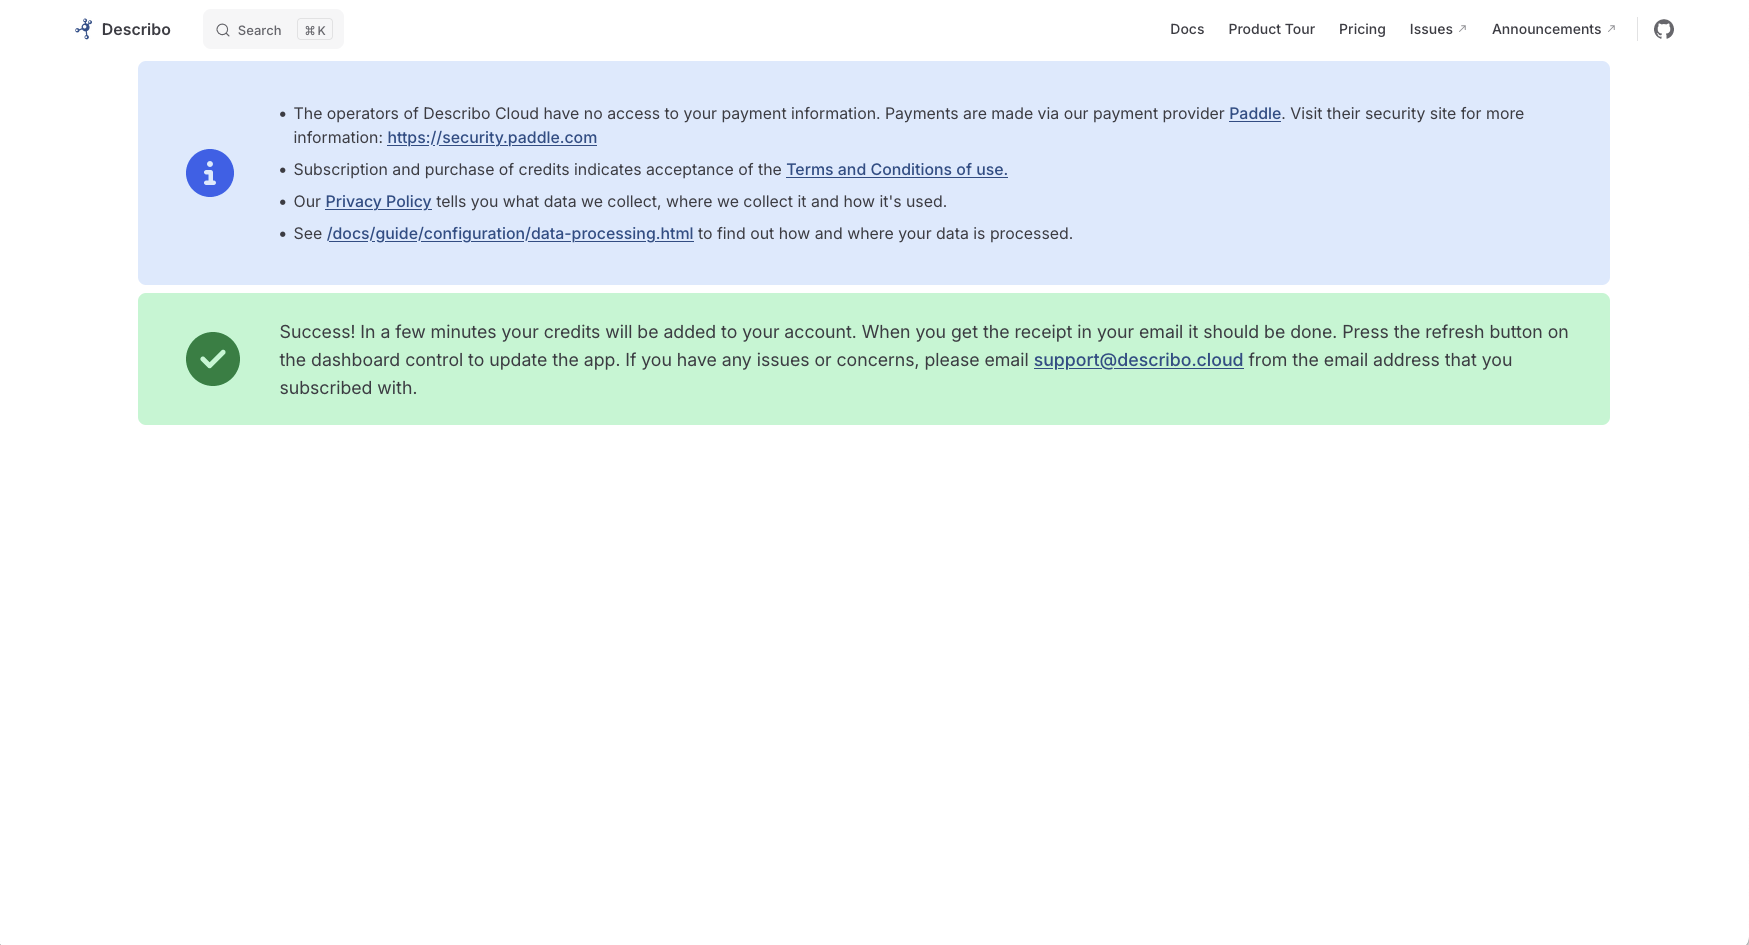 Describo
Search ⌘ K
Docs Product Tour Pricing Issues ↗ Announcements ↗
• The operators of Describo Cloud have no access to your payment information. Payments are made via our payment provider Paddle. Visit their security site for more
information: https://security.paddle.com
• Subscription and purchase of credits indicates acceptance of the Terms and Conditions of use.
• Our Privacy Policy tells you what data we collect, where we collect it and how it's used.
• See /docs/guide/configuration/data-processing.html to find out how and where your data is processed.
Success! In a few minutes your credits will be added to your account. When you get the receipt in your email it should be done. Press the refresh button on
the dashboard control to update the app. If you have any issues or concerns, please email support@describo.cloud from the email address that you
subscribed with.